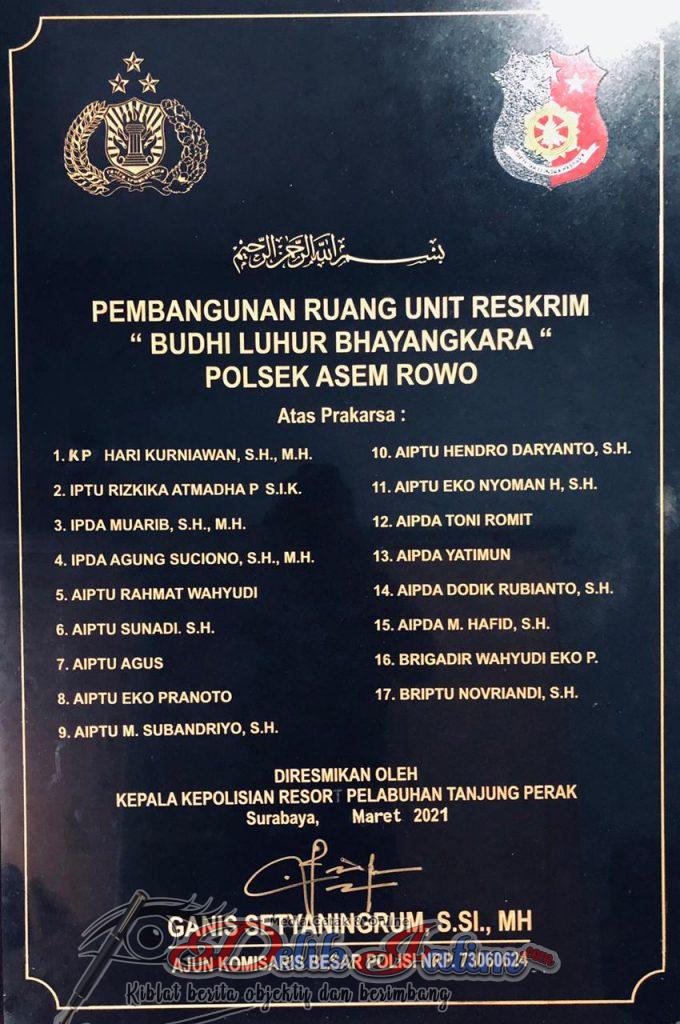 بسم الله الرحمن الرحيم
PEMBANGUNAN RUANG UNIT RESKRIM
“ BUDHI LUHUR BHAYANGKARA “
POLSEK ASEM ROWO
Atas Prakarsa :
1. KP HARI KURNIAWAN, S.H., M.H.
2. IPTU RIZKIKA ATMADHA P S.I.K.
3. IPDA MUARIB, S.H., M.H.
4. IPDA AGUNG SUCIONO, S.H., M.H.
5. AIPTU RAHMAT WAHYUDI
6. AIPTU SUNADI. S.H.
7. AIPTU AGUS
8. AIPTU EKO PRANOTO
9. AIPTU M. SUBANDRIYO, S.H.
10. AIPTU HENDRO DARYANTO, S.H.
11. AIPTU EKO NYOMAN H, S.H.
12. AIPDA TONI ROMIT
13. AIPDA YATIMUN
14. AIPDA DODIK RUBIANTO, S.H.
15. AIPDA M. HAFID, S.H.
16. BRIGADIR WAHYUDI EKO P.
17. BRIPTU NOVRIANDI, S.H.
DIRESMIKAN OLEH
KEPALA KEPOLISIAN RESORT PELABUHAN TANJUNG PERAK
Surabaya, Maret 2021
GANIS SETYANINGRUM, S.SI., MH
AJUN KOMISARIS BESAR POLISI NRP 73060624
Kiblat berita objektif dan berimbang